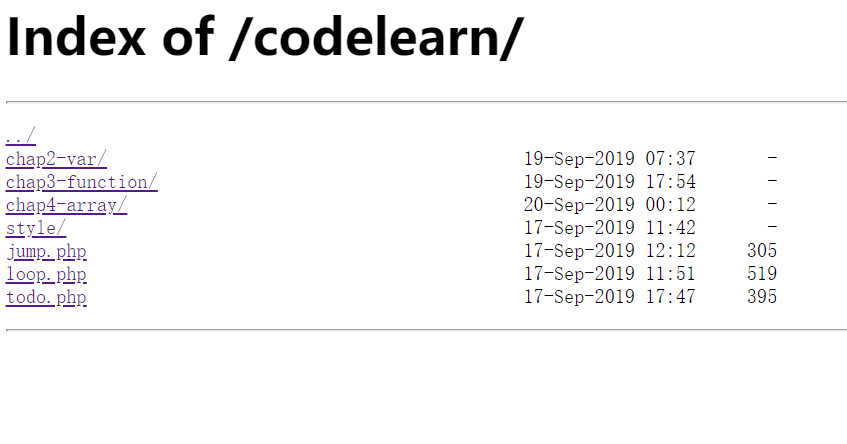 Index of /codelearn/
../
chap2-var/ 19-Sep-2019 07:37 -
chap3-function/ 19-Sep-2019 17:54 -
chap4-array/ 20-Sep-2019 00:12 -
style/ 17-Sep-2019 11:42 -
jump.php 17-Sep-2019 12:12 305
loop.php 17-Sep-2019 11:51 519
todo.php 17-Sep-2019 17:47 395